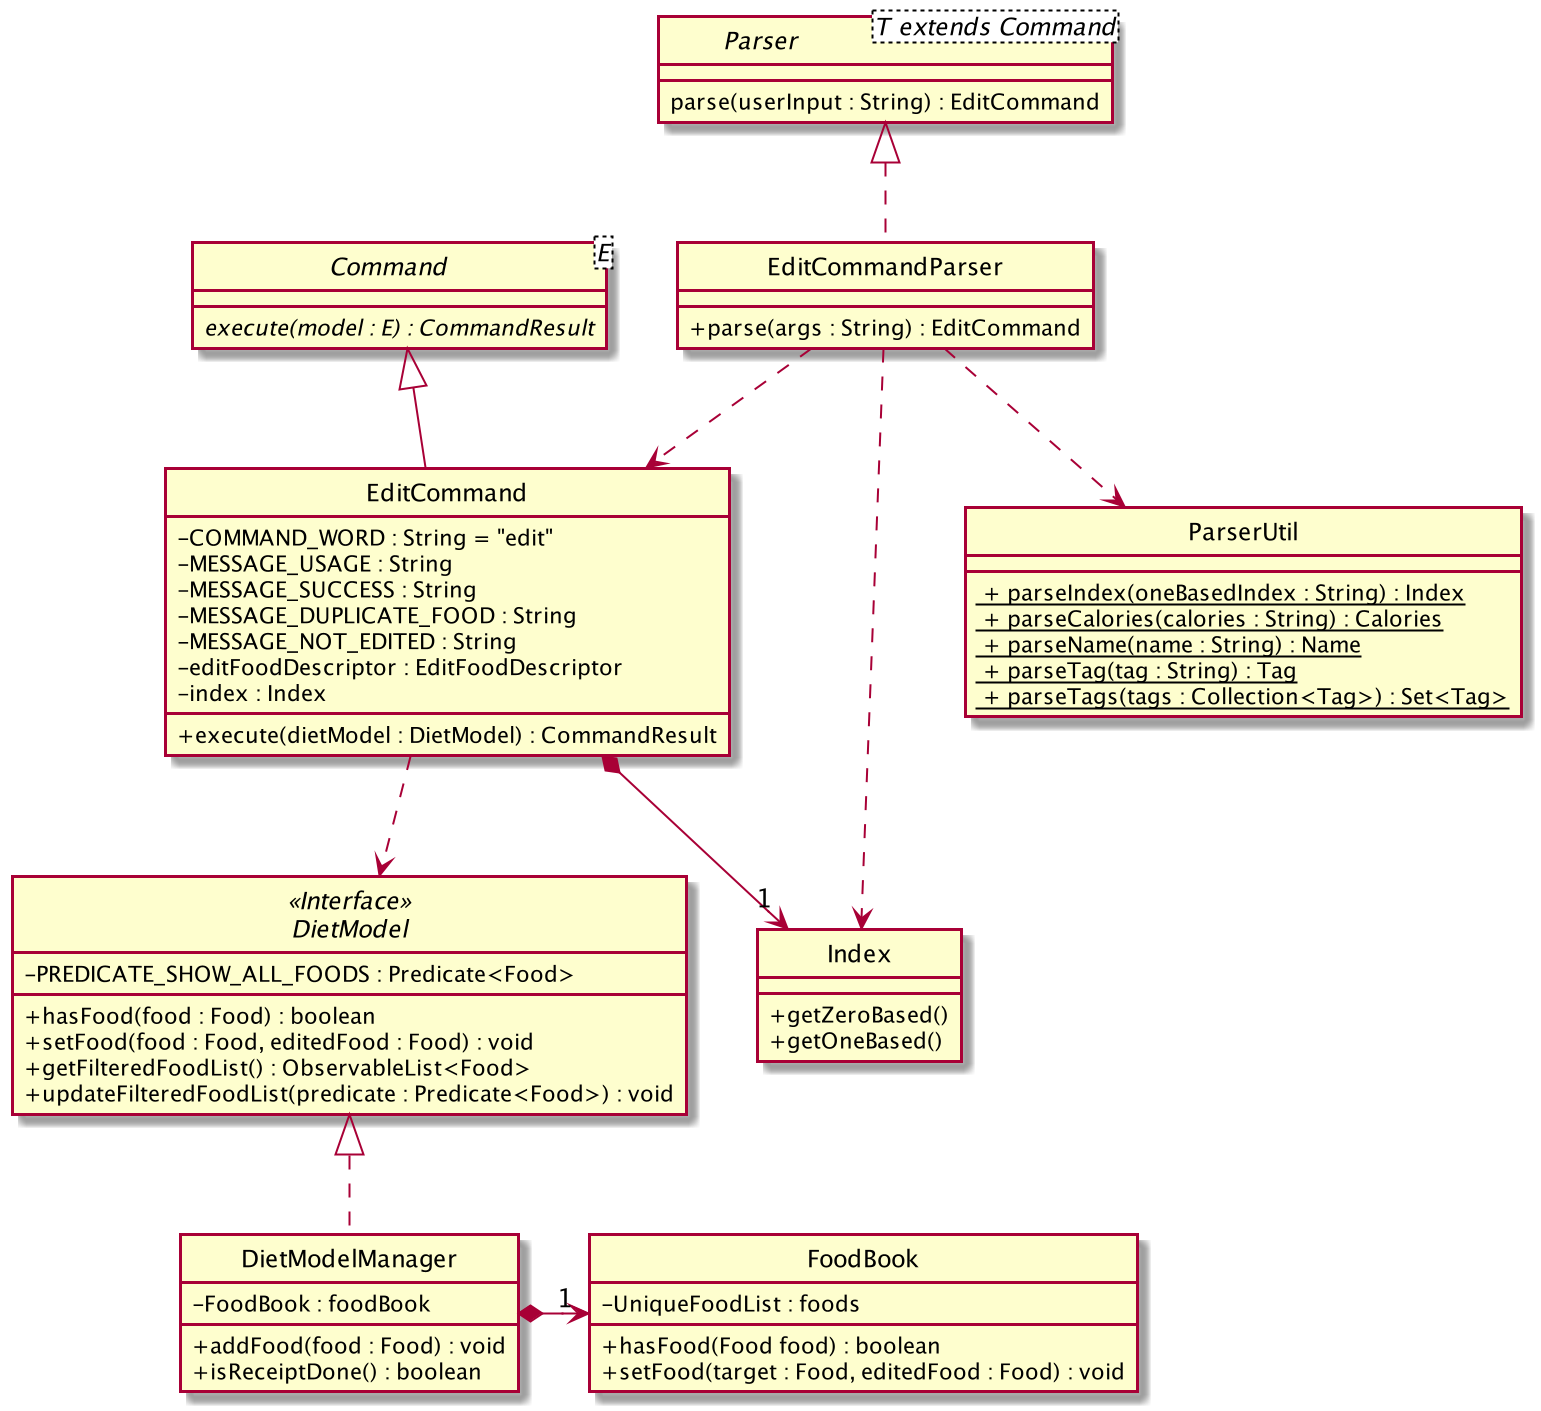 T extends Command
Parser
parse(userInput : String) : EditCommand
Command
E
execute(model : E) : CommandResult
EditCommandParser
+parse(args : String) : EditCommand
EditCommand
-COMMAND_WORD : String = "edit"
-MESSAGE_USAGE : String
-MESSAGE_SUCCESS : String
-MESSAGE_DUPLICATE_FOOD : String
-MESSAGE_NOT_EDITED : String
-editFoodDescriptor : EditFoodDescriptor
-index : Index
+execute(dietModel : DietModel) : CommandResult
ParserUtil
+ parseIndex(oneBasedIndex : String) : Index
+ parseCalories(calories : String) : Calories
+ parseName(name : String) : Name
+ parseTag(tag : String) : Tag
+ parseTags(tags : Collection<Tag>) : Set<Tag>
«Interface»
DietModel
-PREDICATE_SHOW_ALL_FOODS : Predicate<Food>
+hasFood(food : Food) : boolean
+setFood(food : Food, editedFood : Food) : void
+getFilteredFoodList() : ObservableList<Food>
+updateFilteredFoodList(predicate : Predicate<Food>) : void
1
Index
+getZeroBased()
+getOneBased()
DietModelManager
-FoodBook : foodBook
+addFood(food : Food) : void
+isReceiptDone() : boolean
1
FoodBook
-UniqueFoodList : foods
+hasFood(Food food) : boolean
+setFood(target : Food, editedFood : Food) : void